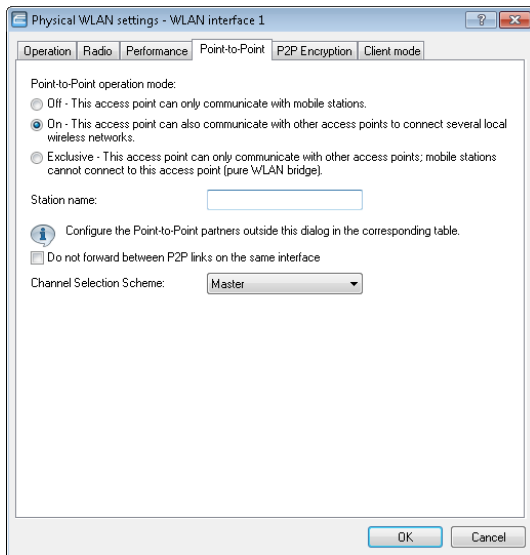 Physical WLAN settings - WLAN interface 1
Operation Radio Performance Point-to-Point P2P Encryption Client mode
Point-to-Point operation mode:
Off - This access point can only communicate with mobile stations.
On - This access point can also communicate with other access points to connect several local
wireless networks.
Exclusive - This access point can only communicate with other access points; mobile stations
cannot connect to this access point (pure WLAN bridge).
Station name:
Configure the Point-to-Point partners outside this dialog in the corresponding table.
Do not forward between P2P links on the same interface
Channel Selection Scheme: Master
OK Cancel